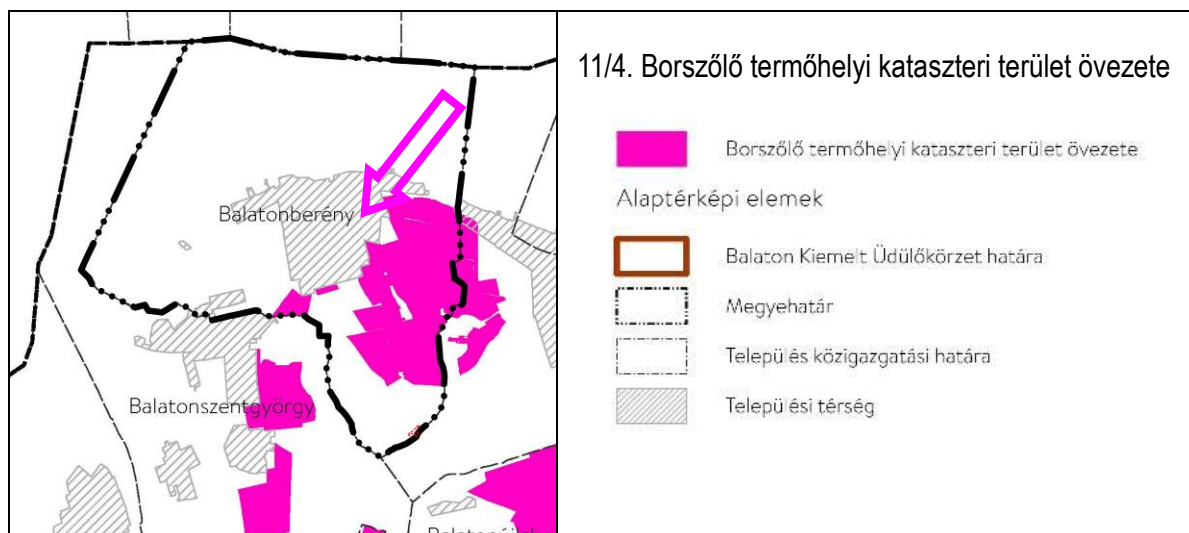 Balatonberény
Balatonszentgyörgy
11/4. Borszőlő termőhelyi kataszteri terület övezete
Borszőlő termőhelyi kataszteri terület övezete
Alaptérképi elemek
Balaton Kiemelt Üdülőkörzet határa
Megyehatár
Település közigazgatási határa
Települési térség